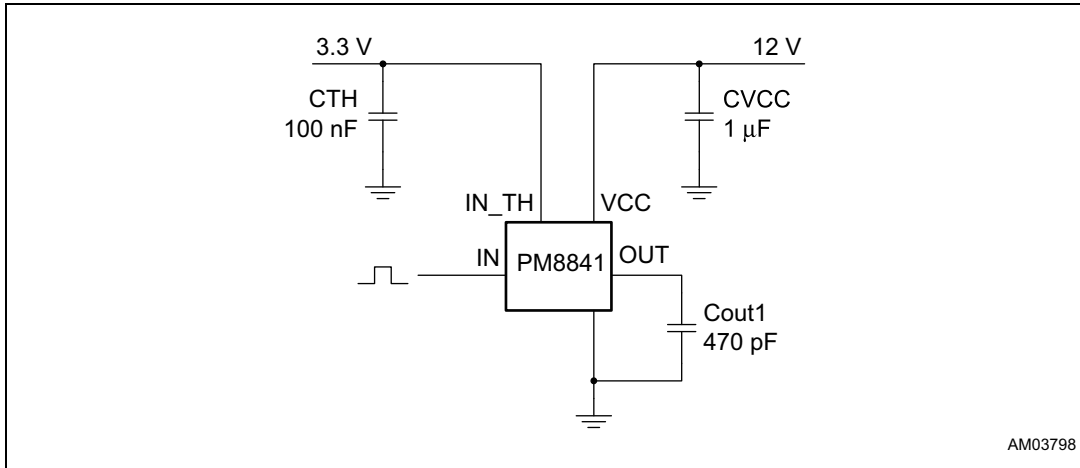 3.3 V
12 V
CTH
100 nF
CVCC
1 μF
IN_TH
VCC
IN
PM8841
OUT
Cout1
470 pF
AM03798